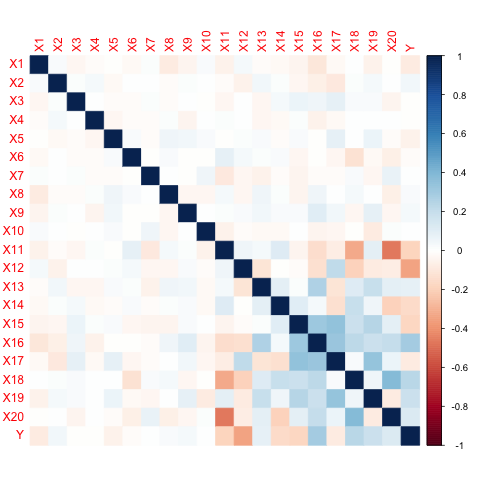 X1 X2 X3 X4 X5 X6 X7 X8 X9 X10 X11 X12 X13 X14 X15 X16 X17 X18 X19 X20 Y
X1
X2
X3
X4
X5
X6
X7
X8
X9
X10
X11
X12
X13
X14
X15
X16
X17
X18
X19
X20
Y
1
0.8
0.6
0.4
0.2
0
-0.2
-0.4
-0.6
-0.8
-1